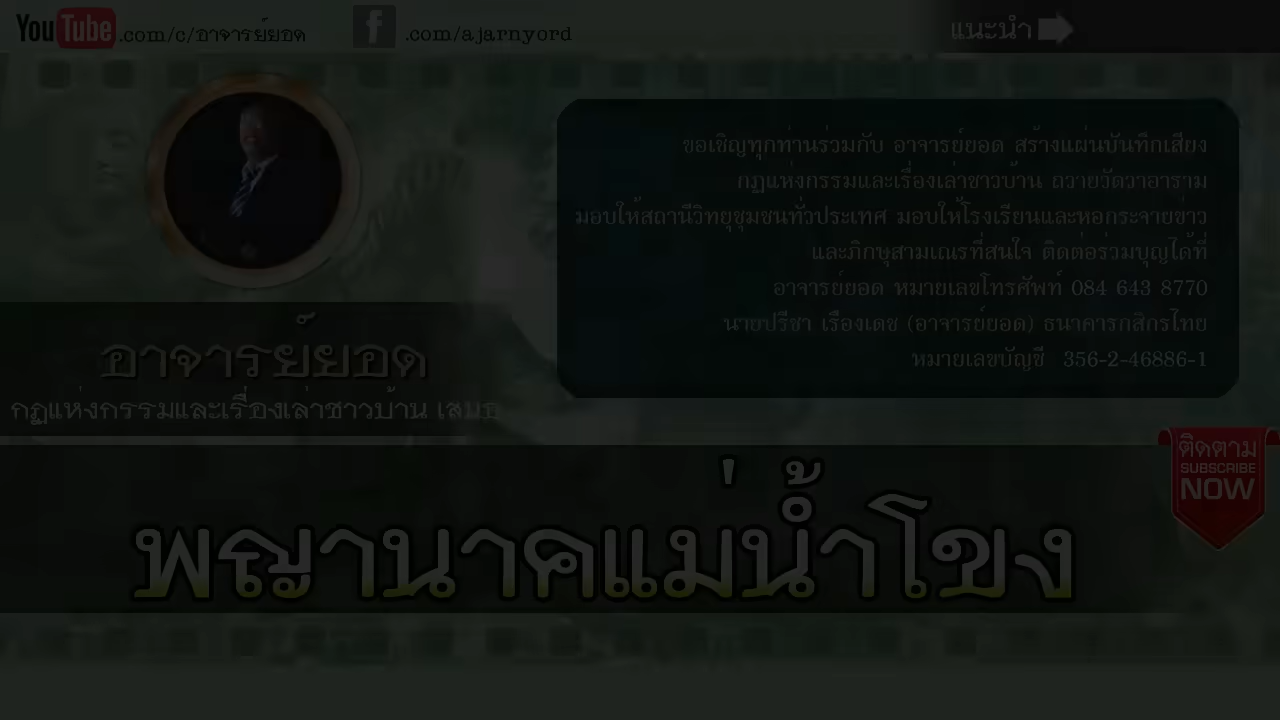 YouTube.com/c/อาจารย์ยอด
f .com/ajarnyord
แนะนำ
ขอเชิญทุกท่านร่วมกับ อาจารย์ยอด สร้างแผ่นบันทึกเสียง
กฏแห่งกรรมและเรื่องเล่าชาวบ้าน ถวายวัดวาอาราม
มอบให้สถานีวิทยุชุมชนทั่วประเทศ มอบให้โรงเรียนและหอกระจายข่าว
และภิกษุสามเณรที่สนใจ ติดต่อร่วมบุญได้ที่
อาจารย์ยอด หมายเลขโทรศัพท์ 084 643 8770
นายปรีชา เรืองเดช (อาจารย์ยอด) ธนาคารกสิกรไทย
หมายเลขบัญชี 356-2-46886-1
อาจารย์ยอด
กฏแห่งกรรมและเรื่องเล่าชาวบ้าน
ติดตาม
SUBSCRIBE
NOW
พญานาคแม่น้ำโขง